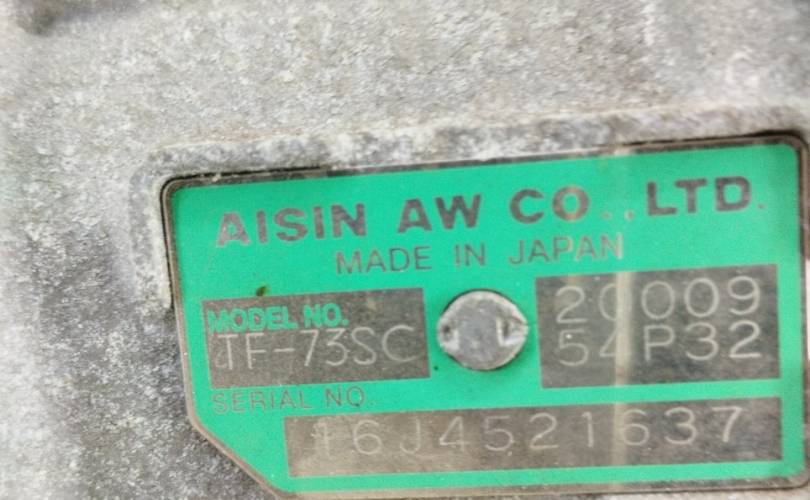 AISIN AW CO., LTD.
MADE IN JAPAN
MODEL NO.
TF-73SC
20009
54P32
SERIAL NO.
16J4521637